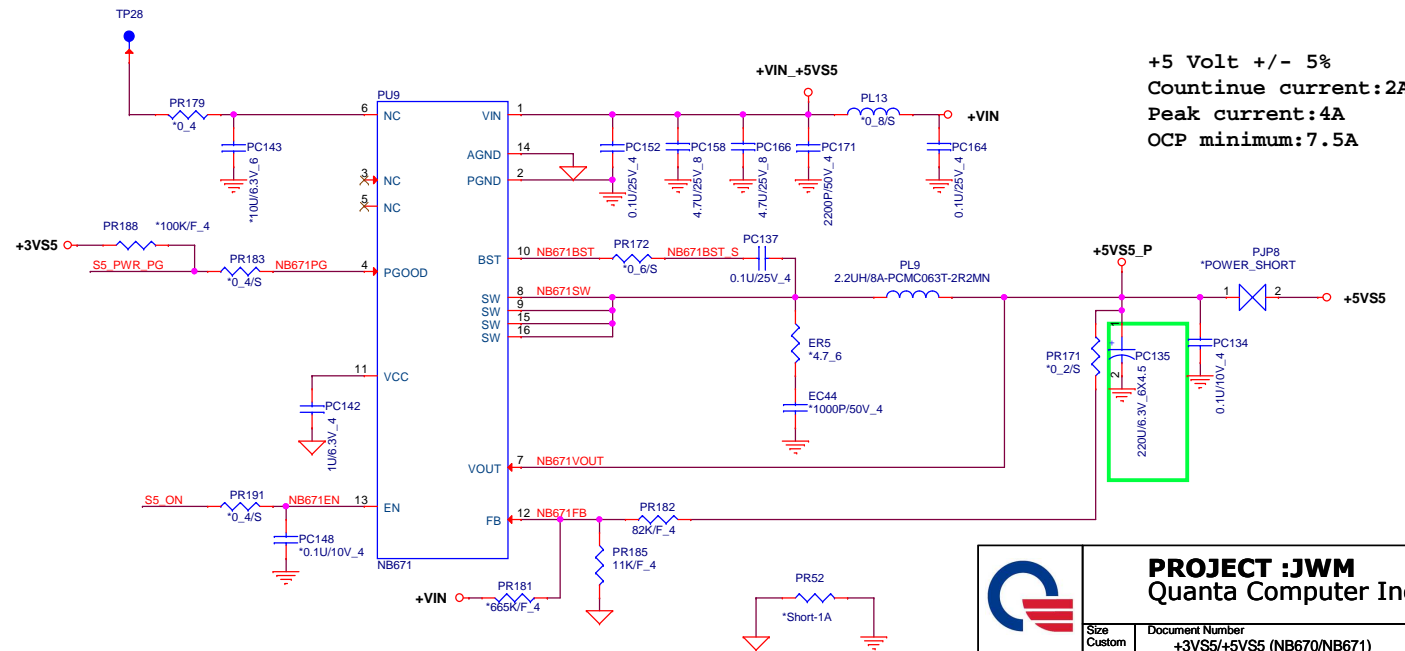 TP28
+5 Volt +/- 5%
Countinue current:2A
Peak current:4A
OCP minimum:7.5A
+VIN_+5VS5
PR179
*0_4
PC143
*10U/6.3V_6
PU9
6 NC
3 NC
5 NC
4 PGOOD
11 VCC
13 EN
VIN 1
AGND 14
PGND 2
BST 10
SW 8
SW 9
SW 15
SW 16
VOUT 7
FB 12
NB671
PL13
*0_8/S
+VIN
PC152
0.1U/25V_4
PC158
4.7U/25V_8
PC166
4.7U/25V_8
PC171
2200P/50V_4
PC164
0.1U/25V_4
PR188
*100K/F_4
+3VS5
S5_PWR_PG
PR183
*0_4/S
NB671PG
NB671BST
PR172
*0_6/S
NB671BST_S
PC137
0.1U/25V_4
NB671SW
PL9
2.2UH/8A-PCMC063T-2R2MN
+5VS5_P
PJP8
*POWER_SHORT
1 2
+5VS5
ER5
*4.7_6
EC44
*1000P/50V_4
PR171
*0_2/S
1
+
2
PC135
220U/6.3V_6X4.5
PC134
0.1U/10V_4
PC142
1U/6.3V_4
NB671VOUT
S5_ON
PR191
*0_4/S
NB671EN
PC148
*0.1U/10V_4
NB671FB
PR182
82K/F_4
PR185
11K/F_4
+VIN
PR181
*665K/F_4
PR52
*Short-1A
PROJECT :JWM
Quanta Computer Inc
Size
Custom
Document Number
+3VS5/+5VS5 (NB670/NB671)